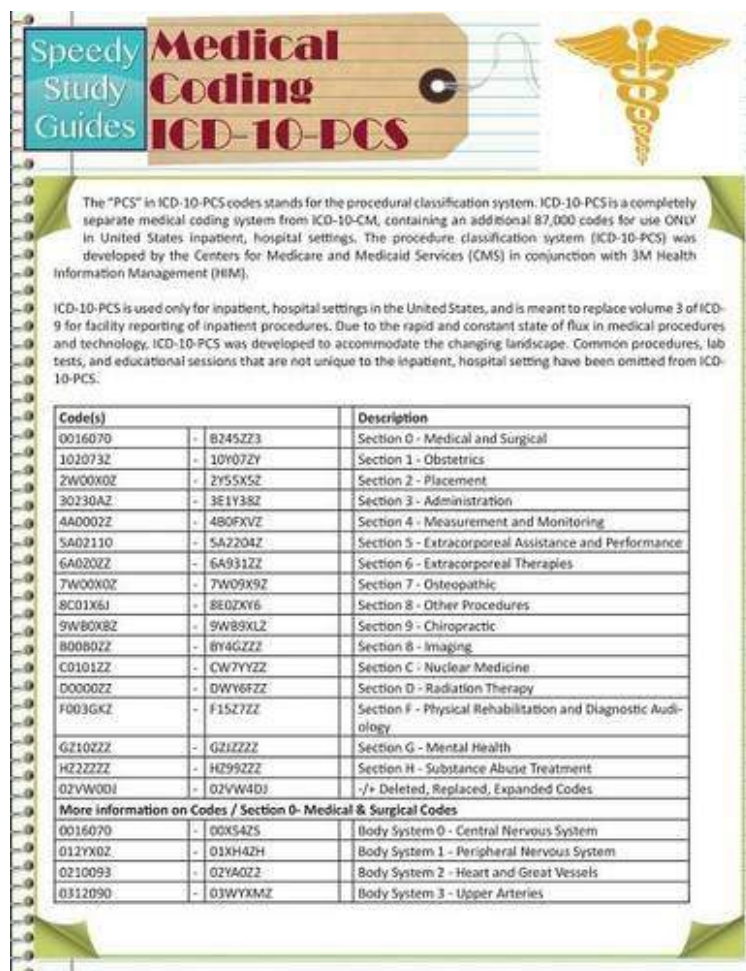 Speedy
Study
Guides
Medical
Coding
ICD-10-PCS
The "PCS" in ICD-10-PCS codes stands for the procedural classification system. ICD-10-PCS is a completely
separate medical coding system from ICO-10-CM, containing an additional 87,000 codes for use ONLY
in United States inpatient, hospital settings. The procedure classification system (ICD-10-PCS) was
developed by the Centers for Medicare and Medicaid Services (CMS) in conjunction with 3M Health
Information Management (HIM).
ICD-10-PCS is used only for inpatient, hospital settings in the United States, and is meant to replace volume 3 of ICD-
9 for facility reporting of inpatient procedures. Due to the rapid and constant state of flux in medical procedures
and technology, ICD-10-PCS was developed to accommodate the changing landscape. Common procedures, lab
tests, and educational sessions that are not unique to the inpatient, hospital setting have been omitted from ICD-
10-PCS.
Code(s) Description
0016070 - B245ZZ3 Section 0 - Medical and Surgical
102073Z - 10Y07ZY Section 1 - Obstetrics
2W00X0Z - 2Y55X5Z Section 2 - Placement
30230AZ - 3E1Y38Z Section 3 - Administration
4A0002Z - 4B0FXVZ Section 4 - Measurement and Monitoring
5A02110 - 5A2204Z Section 5 - Extracorporeal Assistance and Performance
6A0Z0ZZ - 6A931ZZ Section 6 - Extracorporeal Therapies
7W00X0Z - 7W09X9Z Section 7 - Osteopathic
8C01X6J - 8E0ZXY6 Section 8 - Other Procedures
9WB0XBZ - 9WB9XLZ Section 9 - Chiropractic
B00B0ZZ - BY4GZZZ Section B - Imaging
C0101ZZ - CW7YYZZ Section C - Nuclear Medicine
D0000ZZ - DWY6FZZ Section D - Radiation Therapy
F003GKZ - F15Z7ZZ Section F - Physical Rehabilitation and Diagnostic Audi-
ology
GZ10ZZZ - GZJZZZZ Section G - Mental Health
HZ2ZZZZ - HZ99ZZZ Section H - Substance Abuse Treatment
02VW0DJ - 02VW4DJ -/+ Deleted, Replaced, Expanded Codes
More information on Codes / Section 0- Medical & Surgical Codes
0016070 - 00XS4ZS Body System 0 - Central Nervous System
012YX0Z - 01XH4ZH Body System 1 - Peripheral Nervous System
0210093 - 02YA0Z2 Body System 2 - Heart and Great Vessels
0312090 - 03WYXMZ Body System 3 - Upper Arteries